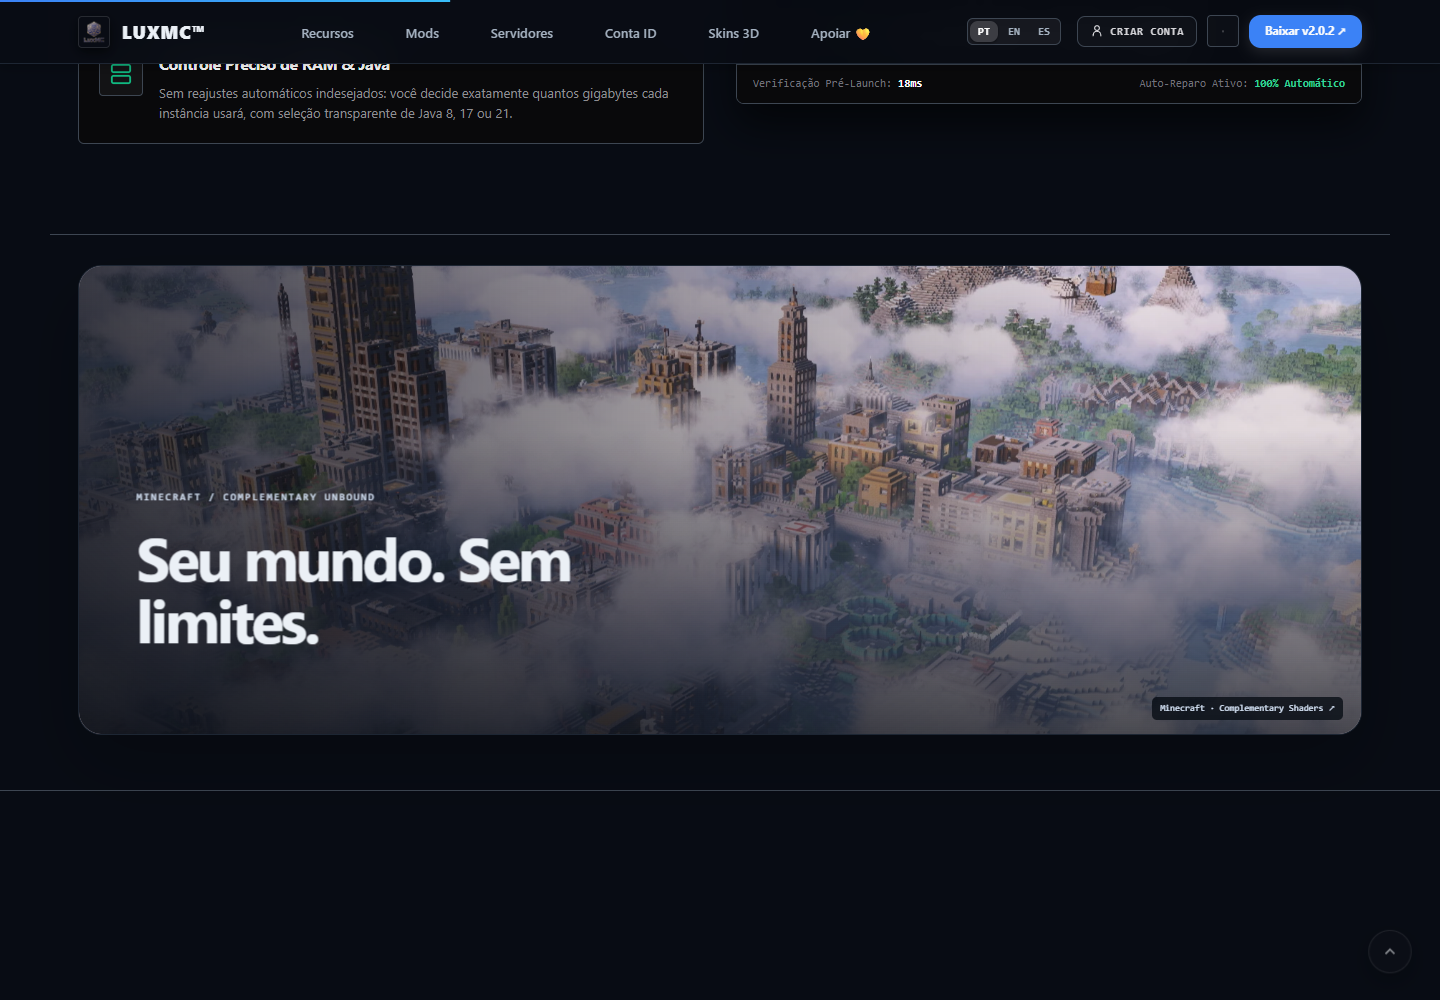 LUXMC™
Recursos
Mods
Servidores
Conta ID
Skins 3D
Apoiar 🧡
PT EN ES
CRIAR CONTA
Baixar v2.0.2 ↗
Controle Preciso de RAM & Java
Sem reajustes automáticos indesejados: você decide exatamente quantos gigabytes cada
instância usará, com seleção transparente de Java 8, 17 ou 21.
Verificação Pré-Launch: 18ms
Auto-Reparo Ativo: 100% Automático
MINECRAFT / COMPLEMENTARY UNBOUND
Seu mundo. Sem
limites.
Minecraft · Complementary Shaders ↗